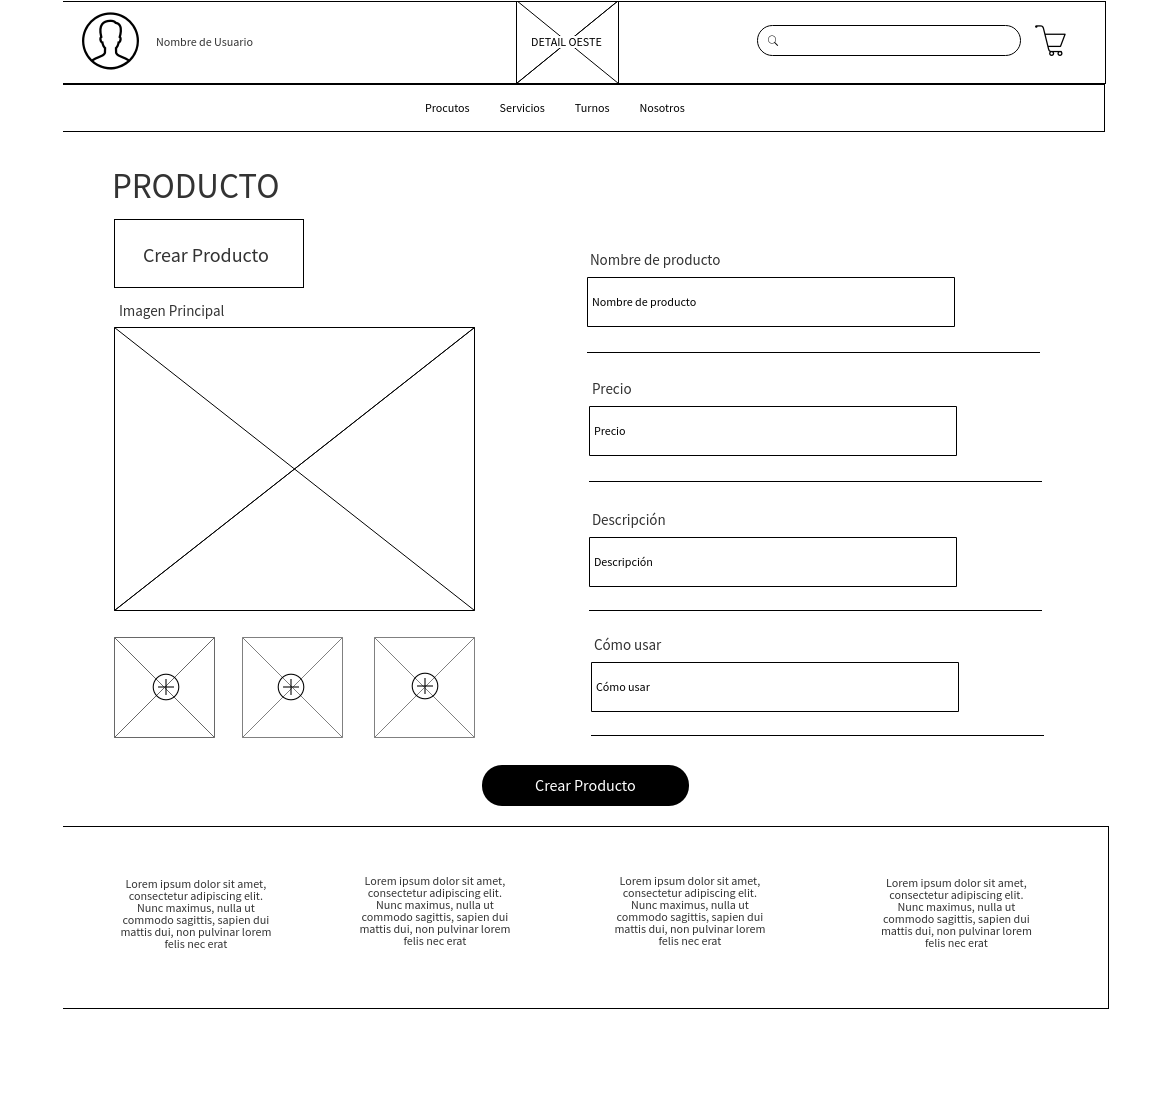 Nombre de Usuario
DETAIL OESTE
Procutos
Servicios
Turnos
Nosotros
PRODUCTO
Crear Producto
Imagen Principal
Nombre de producto
Nombre de producto
Precio
Precio
Descripción
Descripción
Cómo usar
Cómo usar
Crear Producto
Lorem ipsum dolor sit amet,
consectetur adipiscing elit.
Nunc maximus, nulla ut
commodo sagittis, sapien dui
mattis dui, non pulvinar lorem
felis nec erat
Lorem ipsum dolor sit amet,
consectetur adipiscing elit.
Nunc maximus, nulla ut
commodo sagittis, sapien dui
mattis dui, non pulvinar lorem
felis nec erat
Lorem ipsum dolor sit amet,
consectetur adipiscing elit.
Nunc maximus, nulla ut
commodo sagittis, sapien dui
mattis dui, non pulvinar lorem
felis nec erat
Lorem ipsum dolor sit amet,
consectetur adipiscing elit.
Nunc maximus, nulla ut
commodo sagittis, sapien dui
mattis dui, non pulvinar lorem
felis nec erat